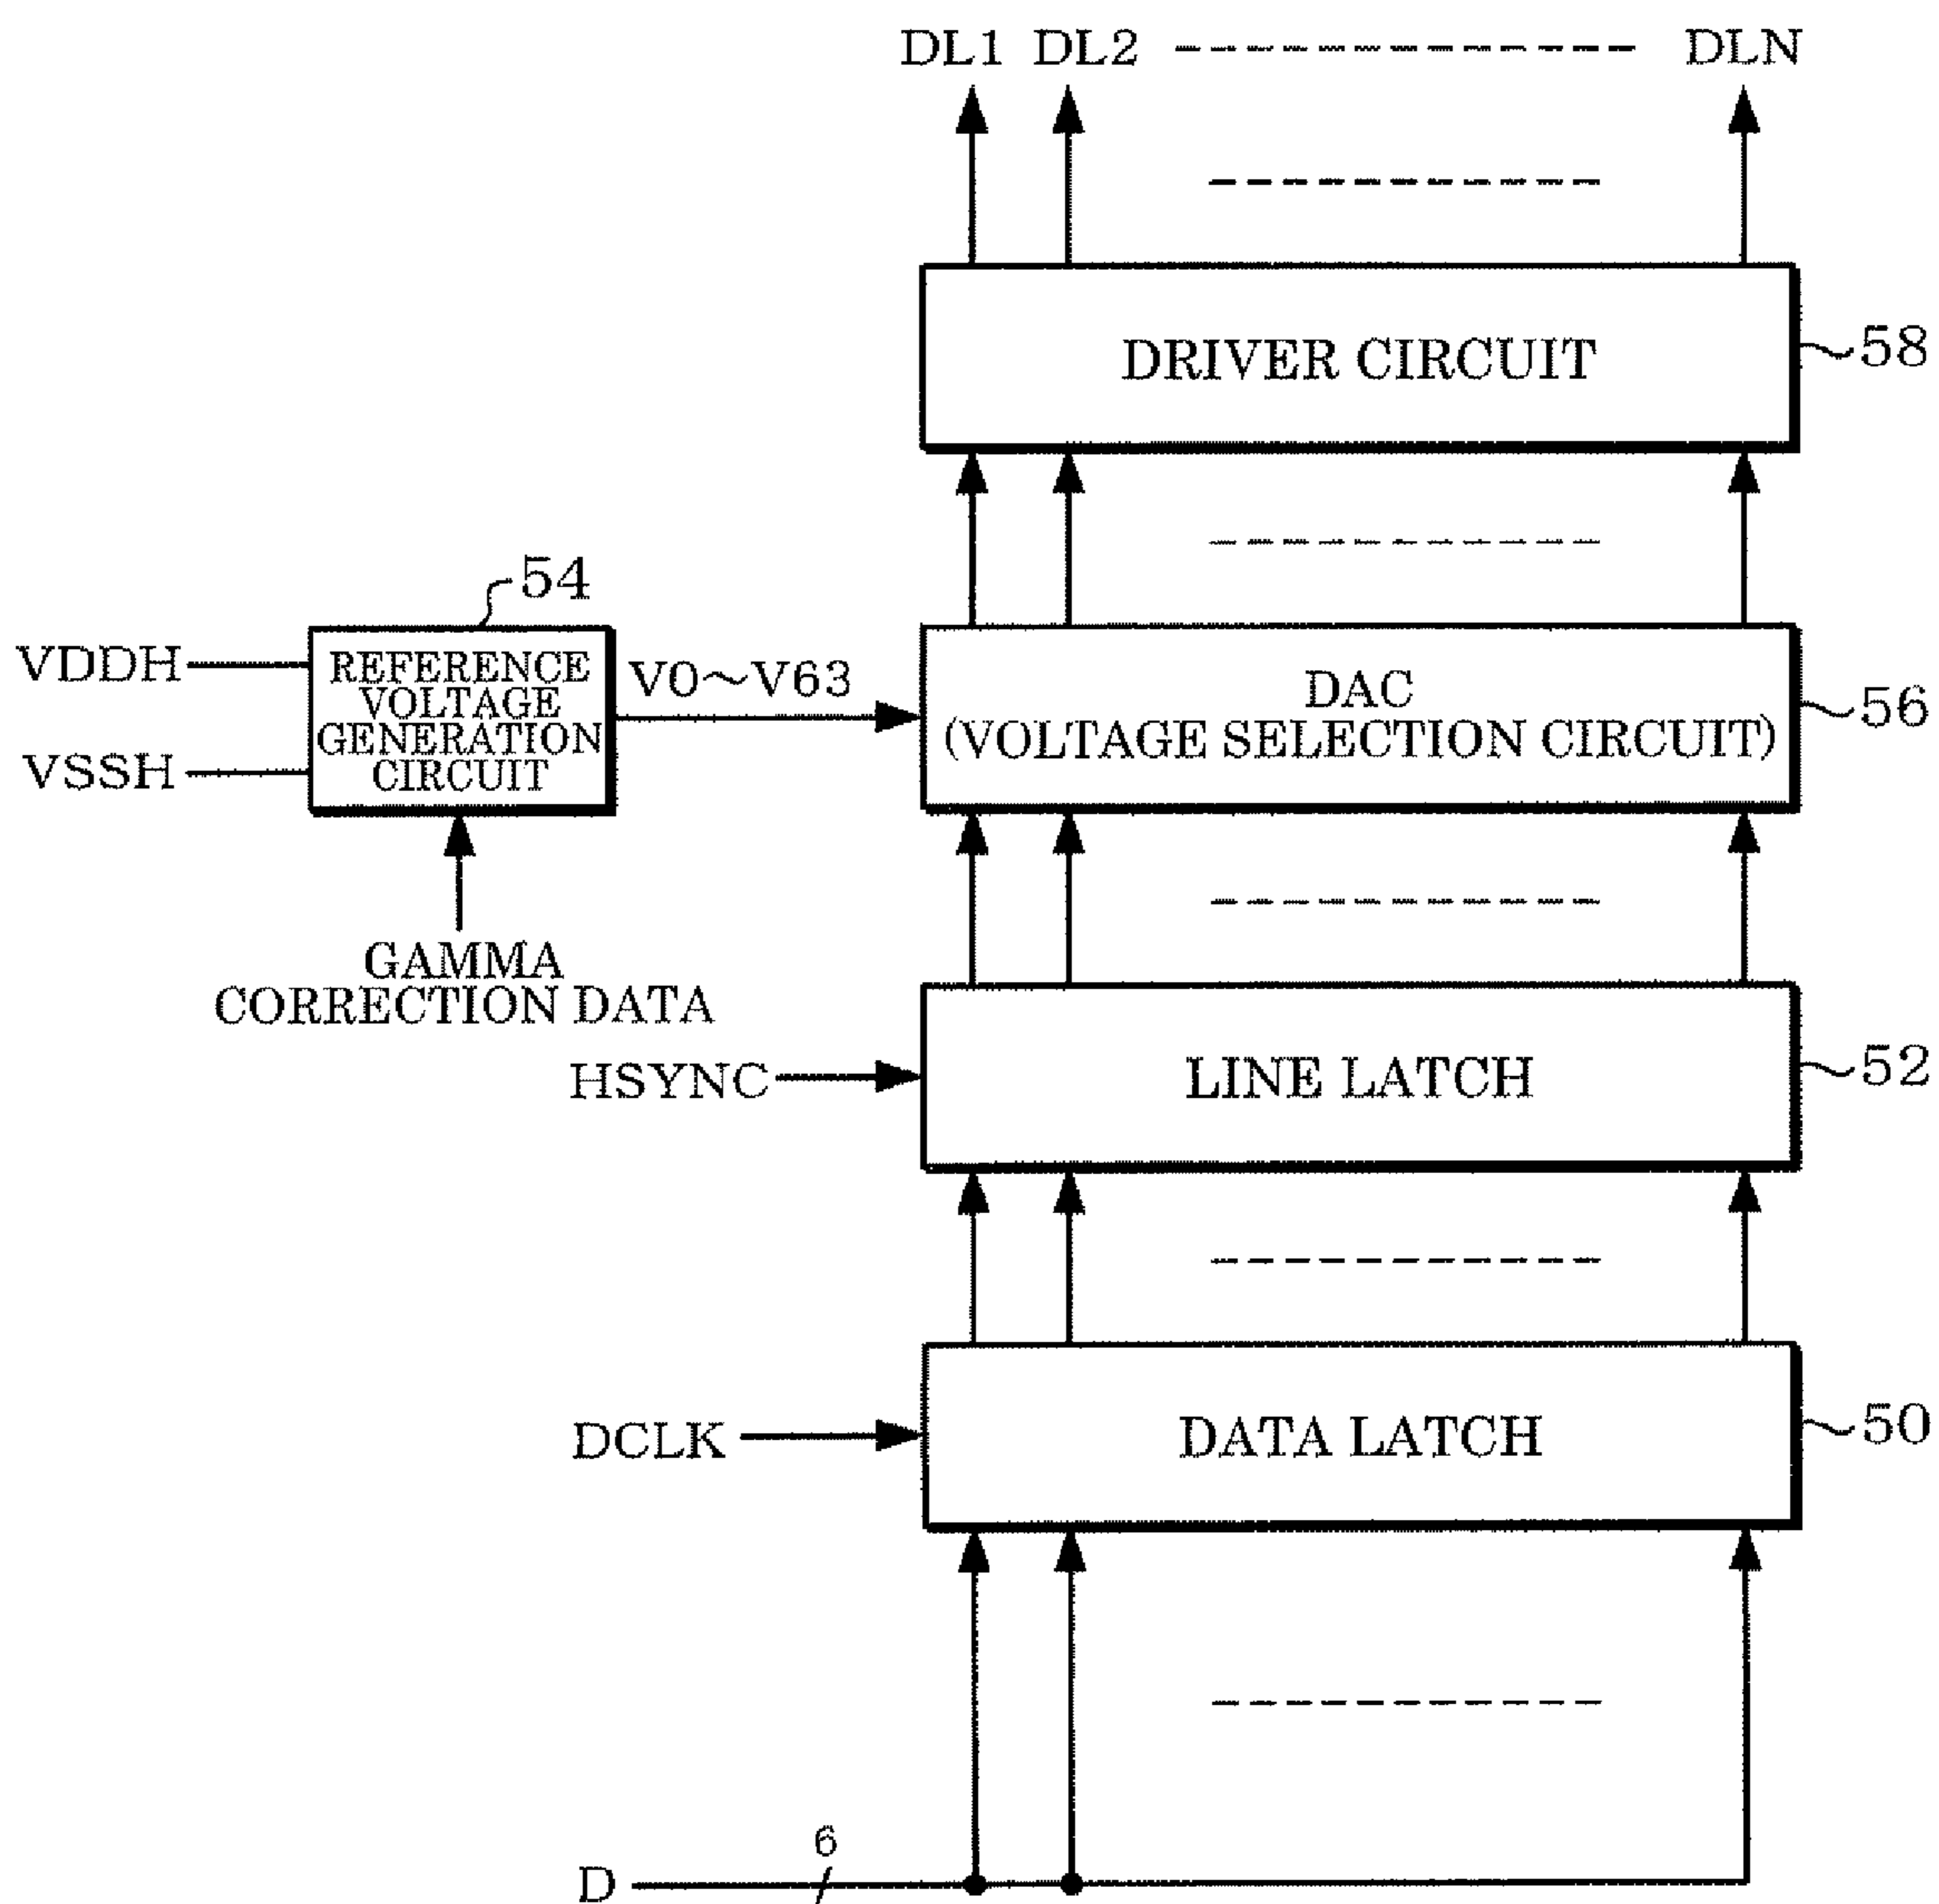 DL1 DL2 DLN
DRIVER CIRCUIT
58
54
VDDH
VSSH
REFERENCE
VOLTAGE
GENERATION
CIRCUIT
V0～V63
DAC
(VOLTAGE SELECTION CIRCUIT)
56
GAMMA
CORRECTION DATA
HSYNC
LINE LATCH
52
DCLK
DATA LATCH
50
6
D